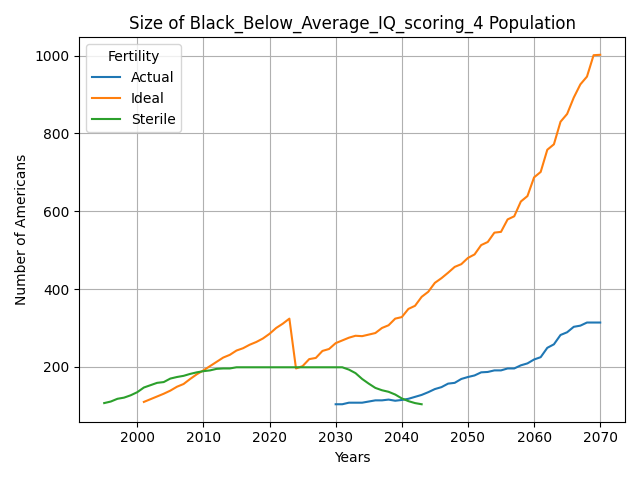 Size of Black_Below_Average_IQ_scoring_4 Population
Fertility
Actual
Ideal
Sterile
Number of Americans
1000
800
600
400
200
2000 2010 2020 2030 2040 2050 2060 2070
Years